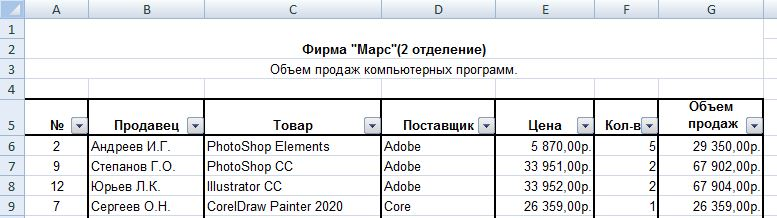 A B C D E F G
1
2 Фирма "Марс"(2 отделение)
3 Объем продаж компьютерных программ.
4
5 № Продавец Товар Поставщик Цена Кол-в Объем продаж
6 2 Андреев И.Г. PhotoShop Elements Adobe 5 870,00р. 5 29 350,00р.
7 9 Степанов Г.О. PhotoShop CC Adobe 33 951,00р. 2 67 902,00р.
8 12 Юрьев Л.К. Illustrator CC Adobe 33 952,00р. 2 67 904,00р.
9 7 Сергеев О.Н. CorelDraw Painter 2020 Core 26 359,00р. 1 26 359,00р.